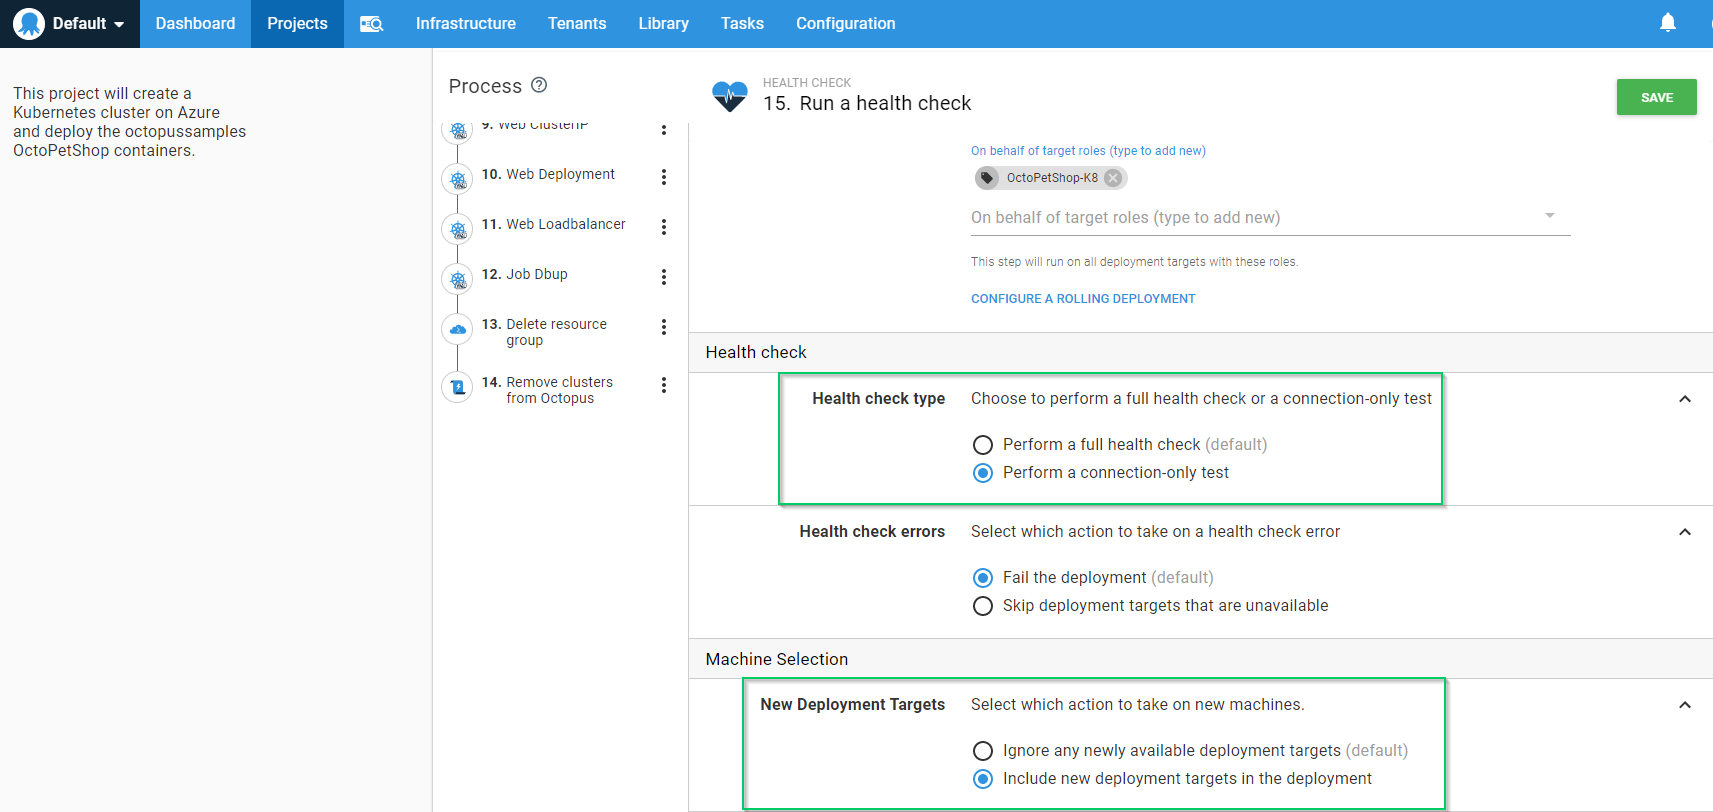 Default Dashboard Projects Infrastructure Tenants Library Tasks Configuration
This project will create a
Kubernetes cluster on Azure
and deploy the octopussamples
OctoPetShop containers.
Process ?
9. Web ClusterIP
10. Web Deployment
11. Web Loadbalancer
12. Job Dbup
13. Delete resource
group
14. Remove clusters
from Octopus
HEALTH CHECK
15. Run a health check
SAVE
On behalf of target roles (type to add new)
OctoPetShop-K8
On behalf of target roles (type to add new)
This step will run on all deployment targets with these roles.
CONFIGURE A ROLLING DEPLOYMENT
Health check
Health check type Choose to perform a full health check or a connection-only test
Perform a full health check (default)
Perform a connection-only test
Health check errors Select which action to take on a health check error
Fail the deployment (default)
Skip deployment targets that are unavailable
Machine Selection
New Deployment Targets Select which action to take on new machines.
Ignore any newly available deployment targets (default)
Include new deployment targets in the deployment